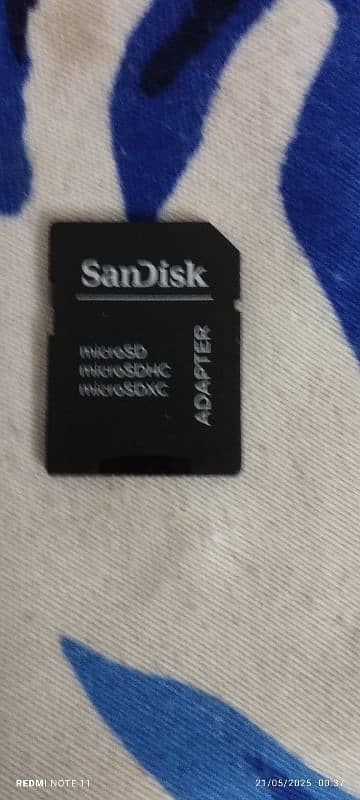 SanDisk
microSD
microSDHC
microSDXC
ADAPTER
REDMI NOTE 11
21/05/2025 00:37